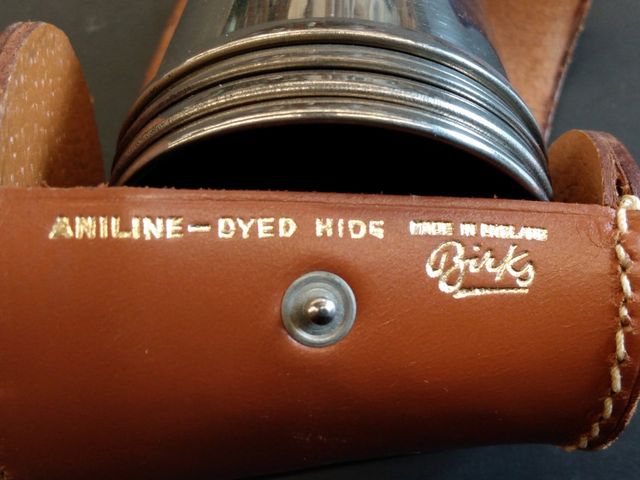 ANILINE-DYED HIDE
MADE IN ENGLAND
Birks